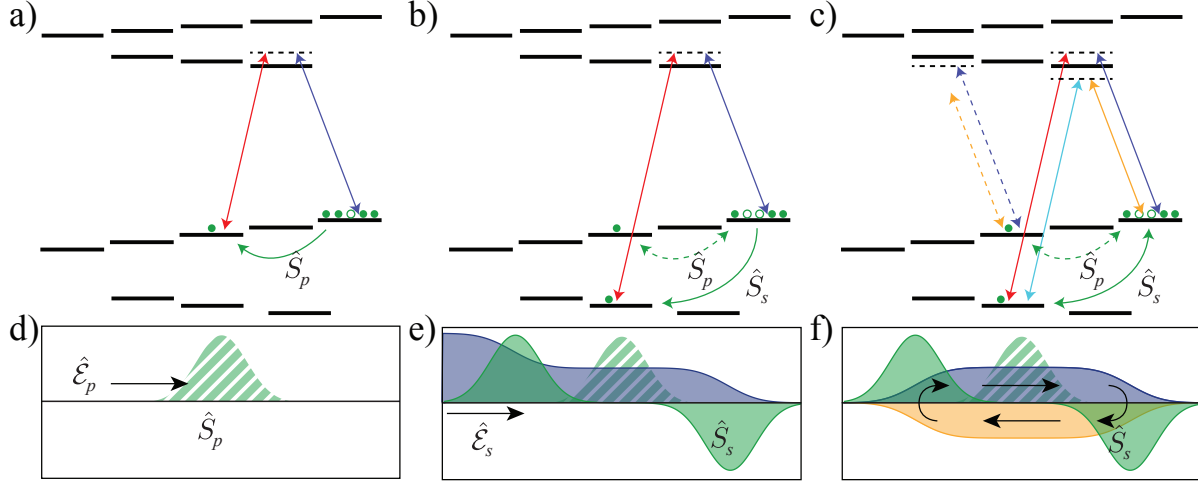 a)
b)
c)
Ŝₚ
Ŝₚ
Ŝₛ
Ŝₚ
Ŝₛ
d)
e)
f)
ℰ̂ₚ
Ŝₚ
ℰ̂ₛ
Ŝₛ
Ŝₛ